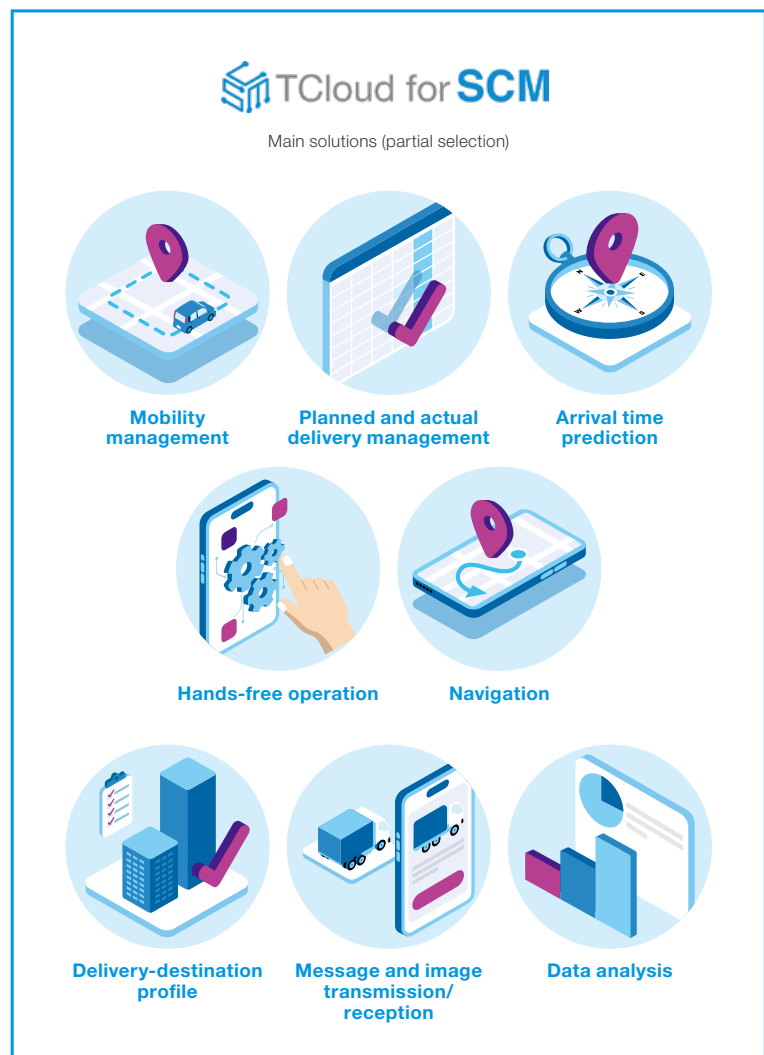 TCloud for SCM
Main solutions (partial selection)
Mobility
management
Planned and actual
delivery management
Arrival time
prediction
Hands-free operation
Navigation
Delivery-destination
profile
Message and image
transmission/
reception
Data analysis